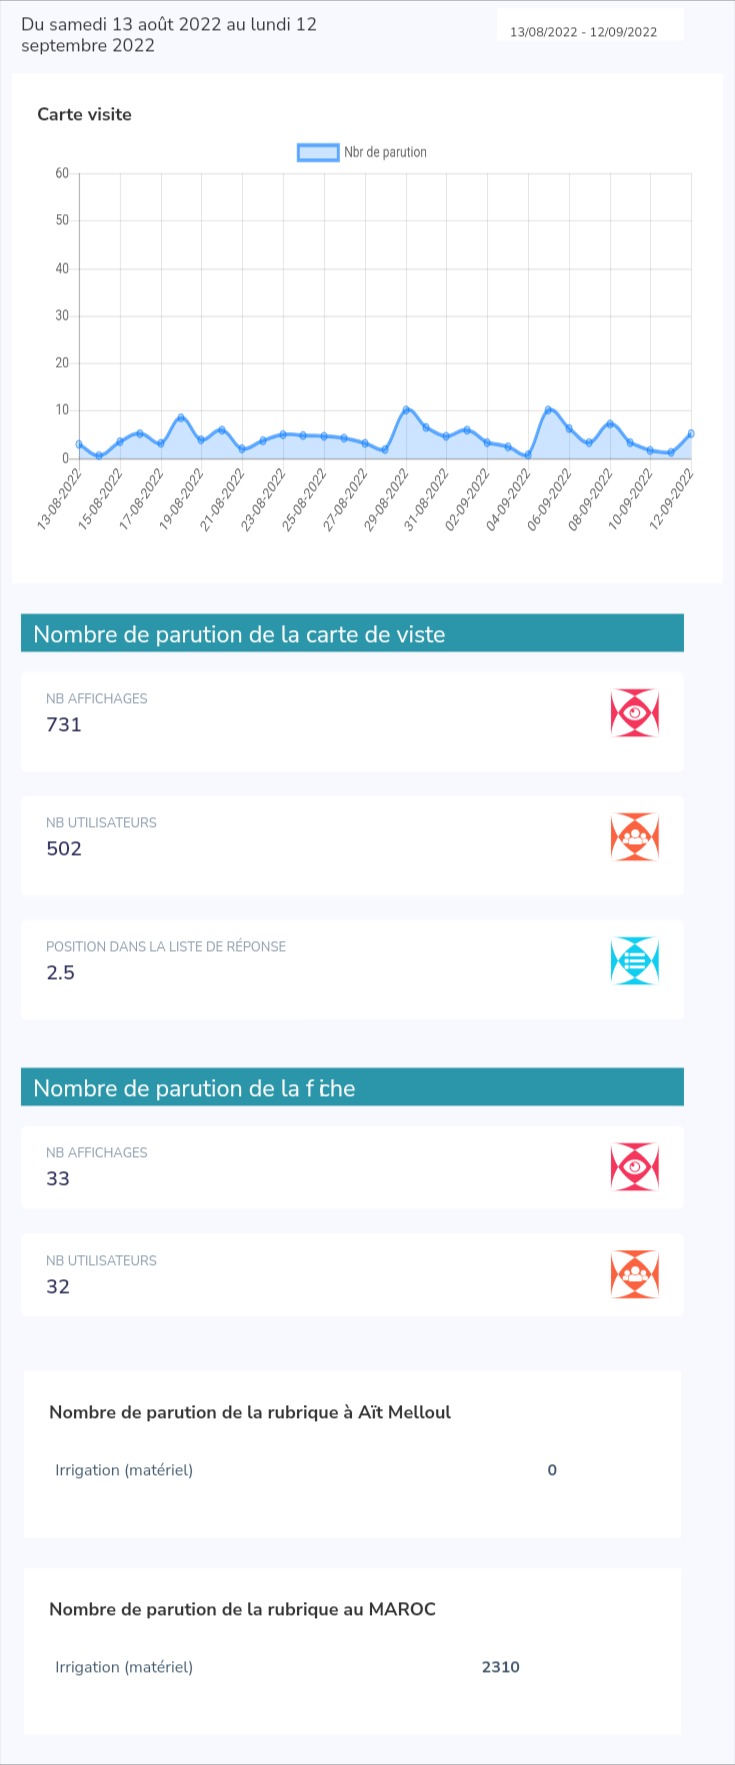 Du samedi 13 août 2022 au lundi 12
septembre 2022
13/08/2022 - 12/09/2022
Carte visite
Nbr de parution
60
50
40
30
20
10
0
13-08-2022
15-08-2022
17-08-2022
19-08-2022
21-08-2022
23-08-2022
25-08-2022
27-08-2022
29-08-2022
31-08-2022
02-09-2022
04-09-2022
06-09-2022
08-09-2022
10-09-2022
12-09-2022
Nombre de parution de la carte de viste
NB AFFICHAGES
731
NB UTILISATEURS
502
POSITION DANS LA LISTE DE RÉPONSE
2.5
Nombre de parution de la fiche
NB AFFICHAGES
33
NB UTILISATEURS
32
Nombre de parution de la rubrique à Aït Melloul
Irrigation (matériel) 0
Nombre de parution de la rubrique au MAROC
Irrigation (matériel) 2310